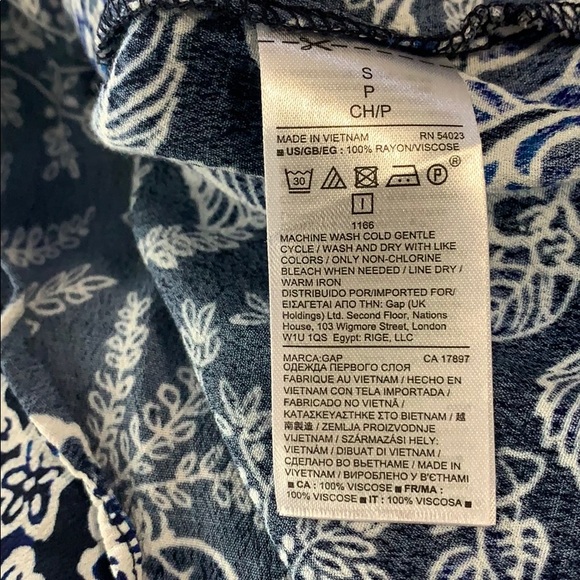 S
P
CH/P
MADE IN VIETNAM RN 54023
■ US/GB/EG : 100% RAYON/VISCOSE
30 P ®
I
1166
MACHINE WASH COLD GENTLE
CYCLE / WASH AND DRY WITH LIKE
COLORS / ONLY NON-CHLORINE
BLEACH WHEN NEEDED / LINE DRY /
WARM IRON
DISTRIBUIDO POR/IMPORTED FOR/
ΕΙΣΑΓΕΤΑΙ ΑΠΟ ΤΗΝ: Gap (UK
Holdings) Ltd. Second Floor, Nations
House, 103 Wigmore Street, London
W1U 1QS Egypt: RIGE, LLC
MARCA:GAP CA 17897
ОДЕЖДА ПЕРВОГО СЛОЯ
FABRIQUE AU VIETNAM / HECHO EN
VIETNAM CON TELA IMPORTADA /
FABRICADO NO VIETNÃ /
ΚΑΤΑΣΚΕΥΑΣΤΗΚΕ ΣΤΟ ΒΙΕΤΝΑΜ / 越
南製造 / ZEMLJA PROIZVODNJE
VIJETNAM / SZÁRMAZÁSI HELY:
VIETNÁM / DIBUAT DI VIETNAM /
СДЕЛАНО ВО ВЬЕТНАМЕ / MADE IN
VIYETNAM / ВИРОБЛЕНО У В'ЄТНАМІ
■ CA : 100% VISCOSE ■ FR/MA :
100% VISCOSE ■ IT : 100% VISCOSA ■